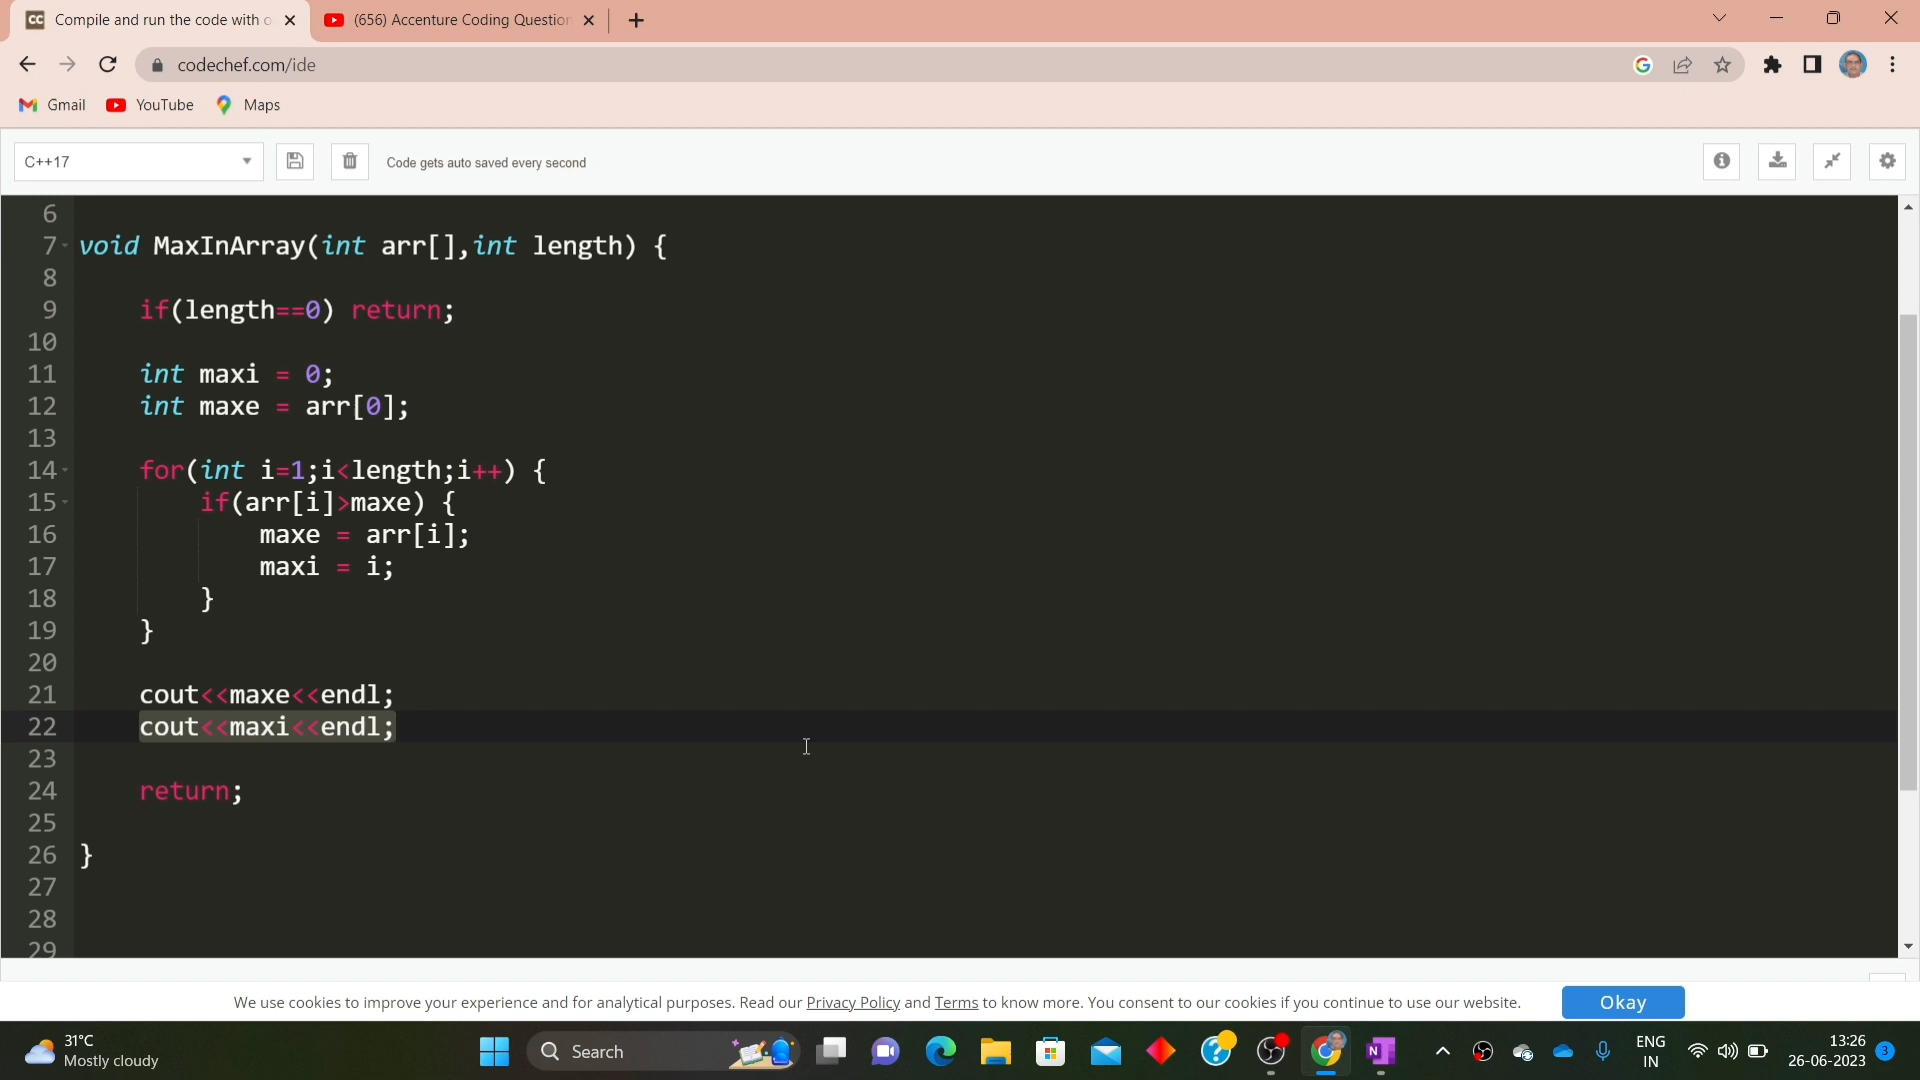 Compile and run the code with o
(656) Accenture Coding Question
codechef.com/ide
Gmail YouTube Maps
C++17
Code gets auto saved every second
6
7 void MaxInArray(int arr[],int length) {
8
9 if(length==0) return;
10
11 int maxi = 0;
12 int maxe = arr[0];
13
14 for(int i=1;i<length;i++) {
15 if(arr[i]>maxe) {
16 maxe = arr[i];
17 maxi = i;
18 }
19 }
20
21 cout<<maxe<<endl;
22 cout<<maxi<<endl;
23
24 return;
25
26 }
27
28
29
We use cookies to improve your experience and for analytical purposes. Read our Privacy Policy and Terms to know more. You consent to our cookies if you continue to use our website. Okay
31°C
Mostly cloudy
Search
ENG
IN
13:26
26-06-2023
3